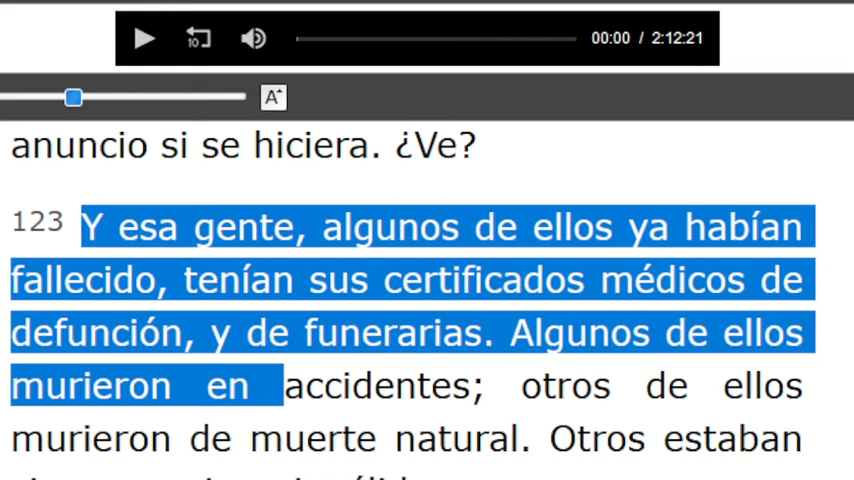 10
00:00 / 2:12:21
A
anuncio si se hiciera. ¿Ve?
123 Y esa gente, algunos de ellos ya habían
fallecido, tenían sus certificados médicos de
defunción, y de funerarias. Algunos de ellos
murieron en accidentes; otros de ellos
murieron de muerte natural. Otros estaban